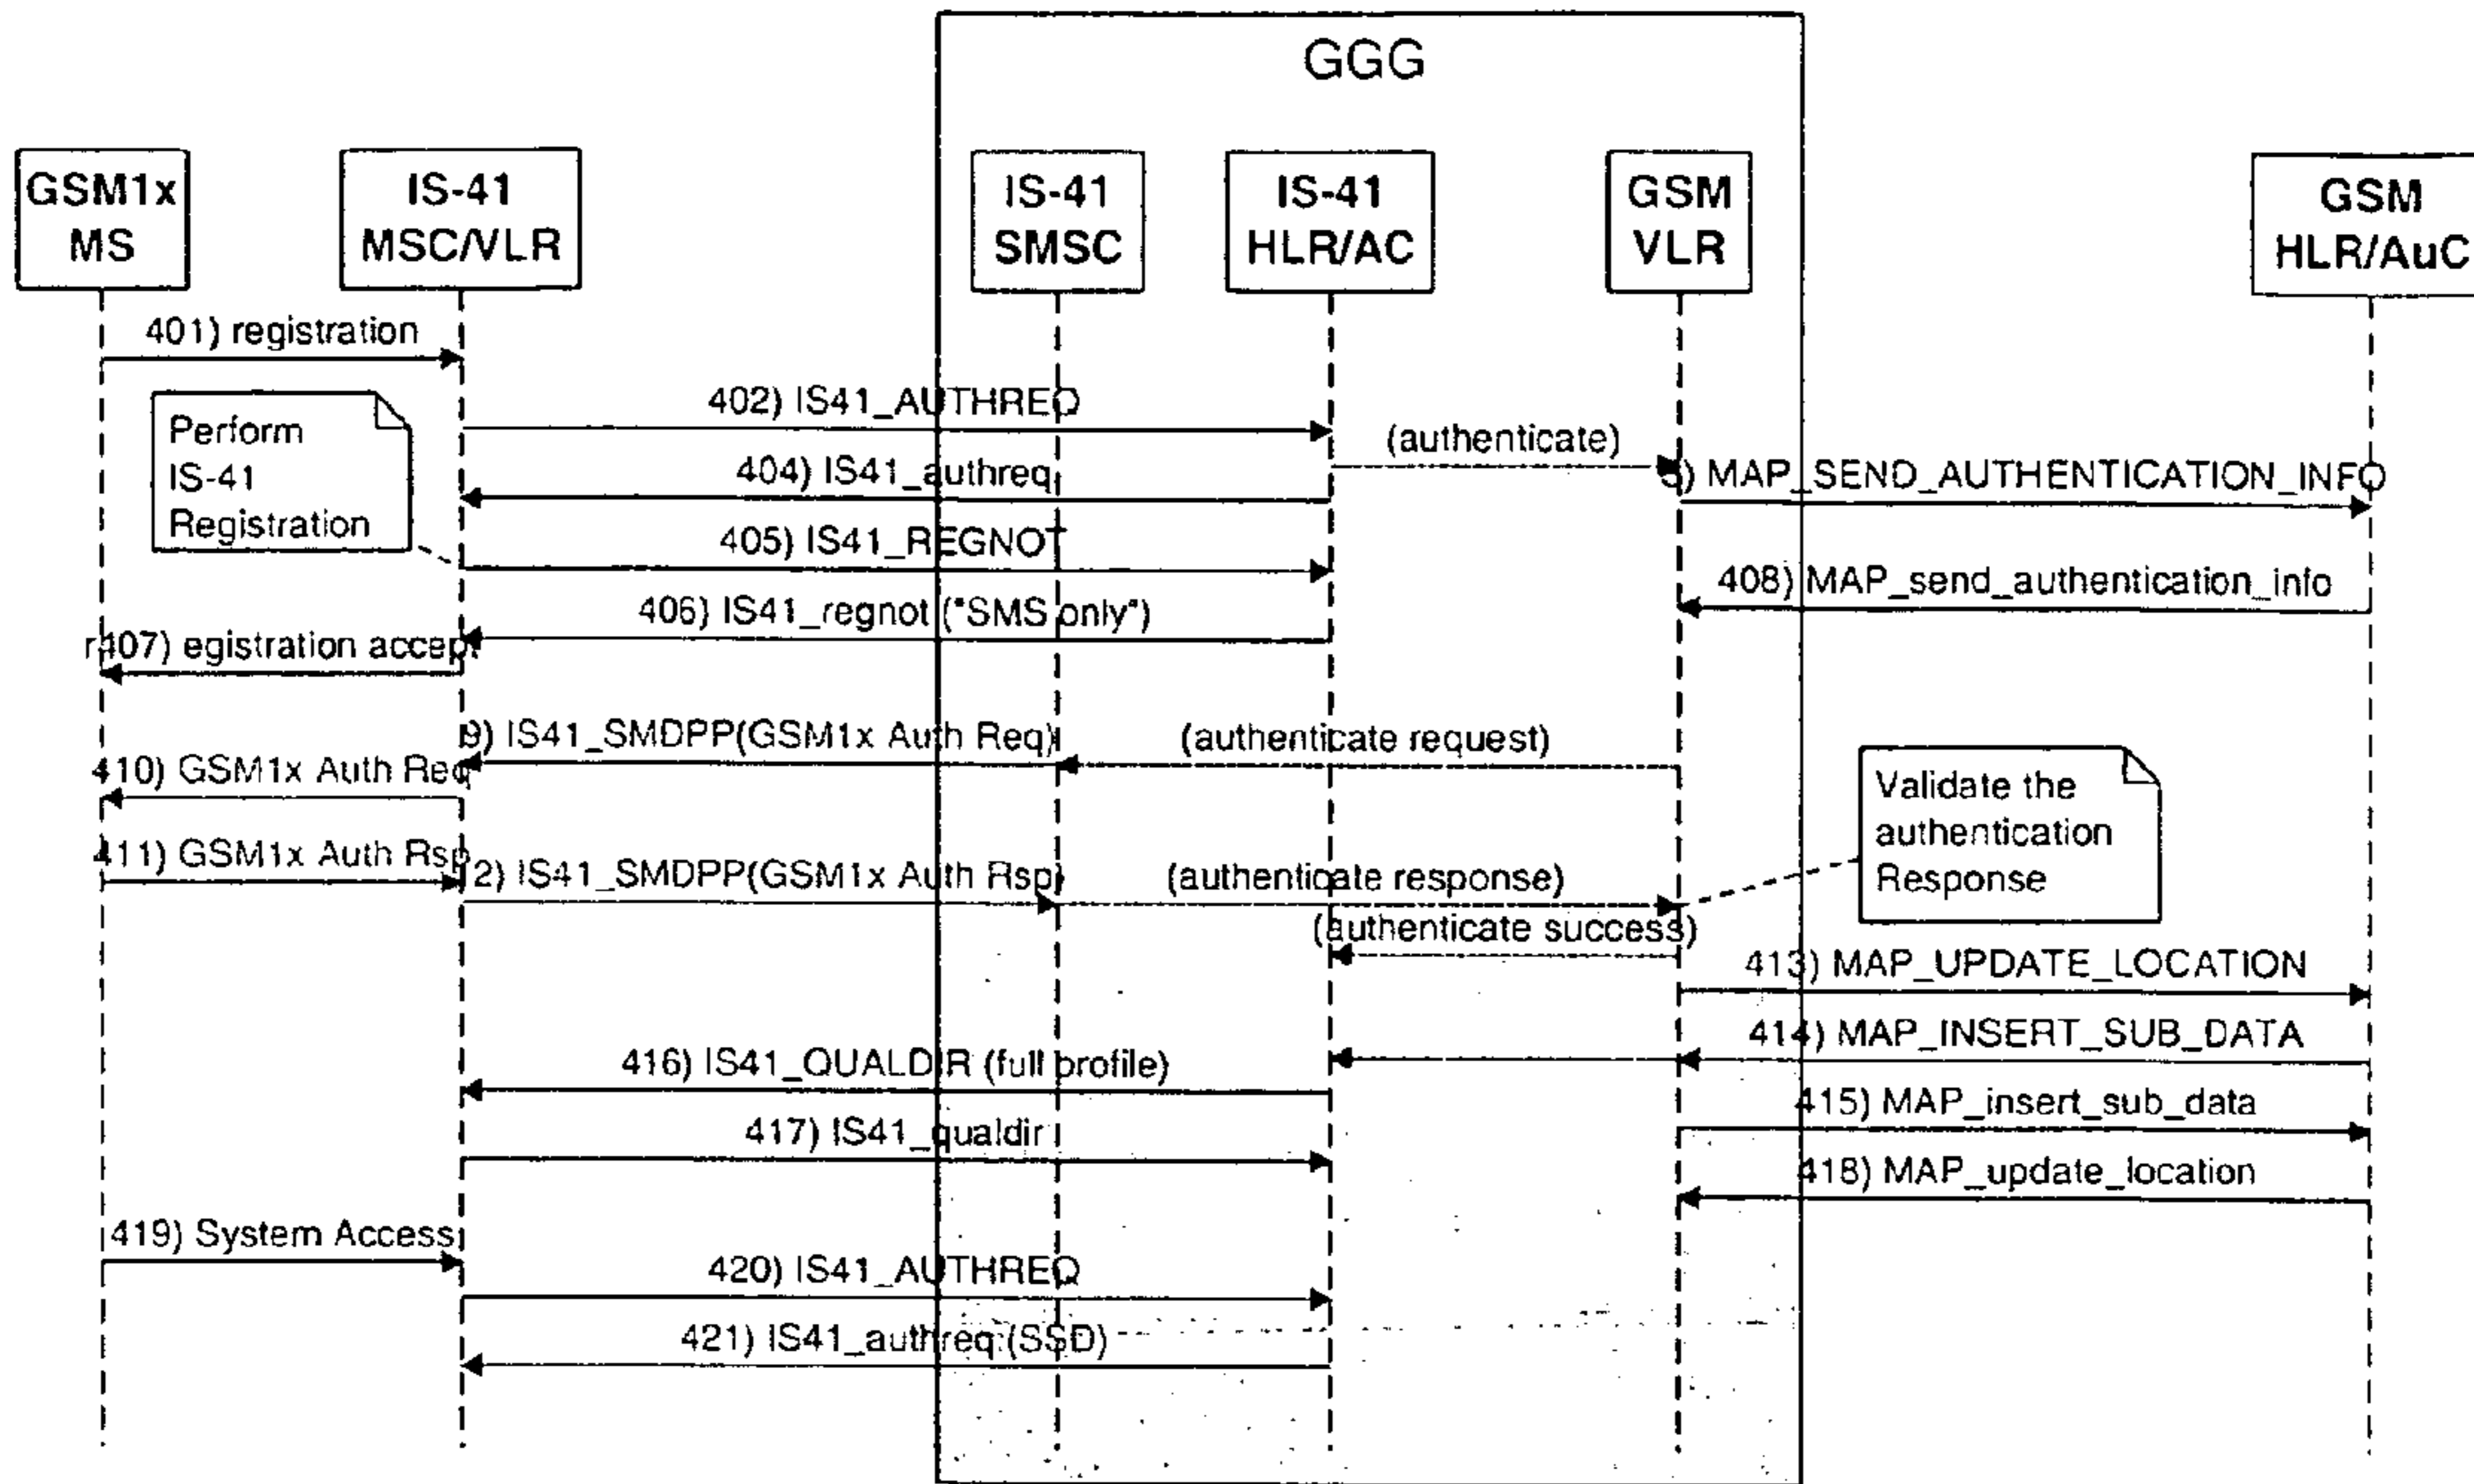 GGG
GSM1x
MS
IS-41
MSC/VLR
IS-41
SMSC
IS-41
HLR/AC
GSM
VLR
GSM
HLR/AuC
401) registration
Perform
IS-41
Registration
402) IS41_AUTHREQ
(authenticate)
404) IS41_authreq
3) MAP_SEND_AUTHENTICATION_INFO
405) IS41_REGNOT
408) MAP_send_authentication_info
406) IS41_regnot ("SMS only")
r407) egistration accept
9) IS41_SMDPP(GSM1x Auth Req)
(authenticate request)
410) GSM1x Auth Req
Validate the
authentication
Response
411) GSM1x Auth Rsp
2) IS41_SMDPP(GSM1x Auth Rsp)
(authenticate response)
(authenticate success)
413) MAP_UPDATE_LOCATION
414) MAP_INSERT_SUB_DATA
416) IS41_QUALDIR (full profile)
415) MAP_insert_sub_data
417) IS41_qualdir
418) MAP_update_location
419) System Access
420) IS41_AUTHREQ
421) IS41_authreq (SSD)